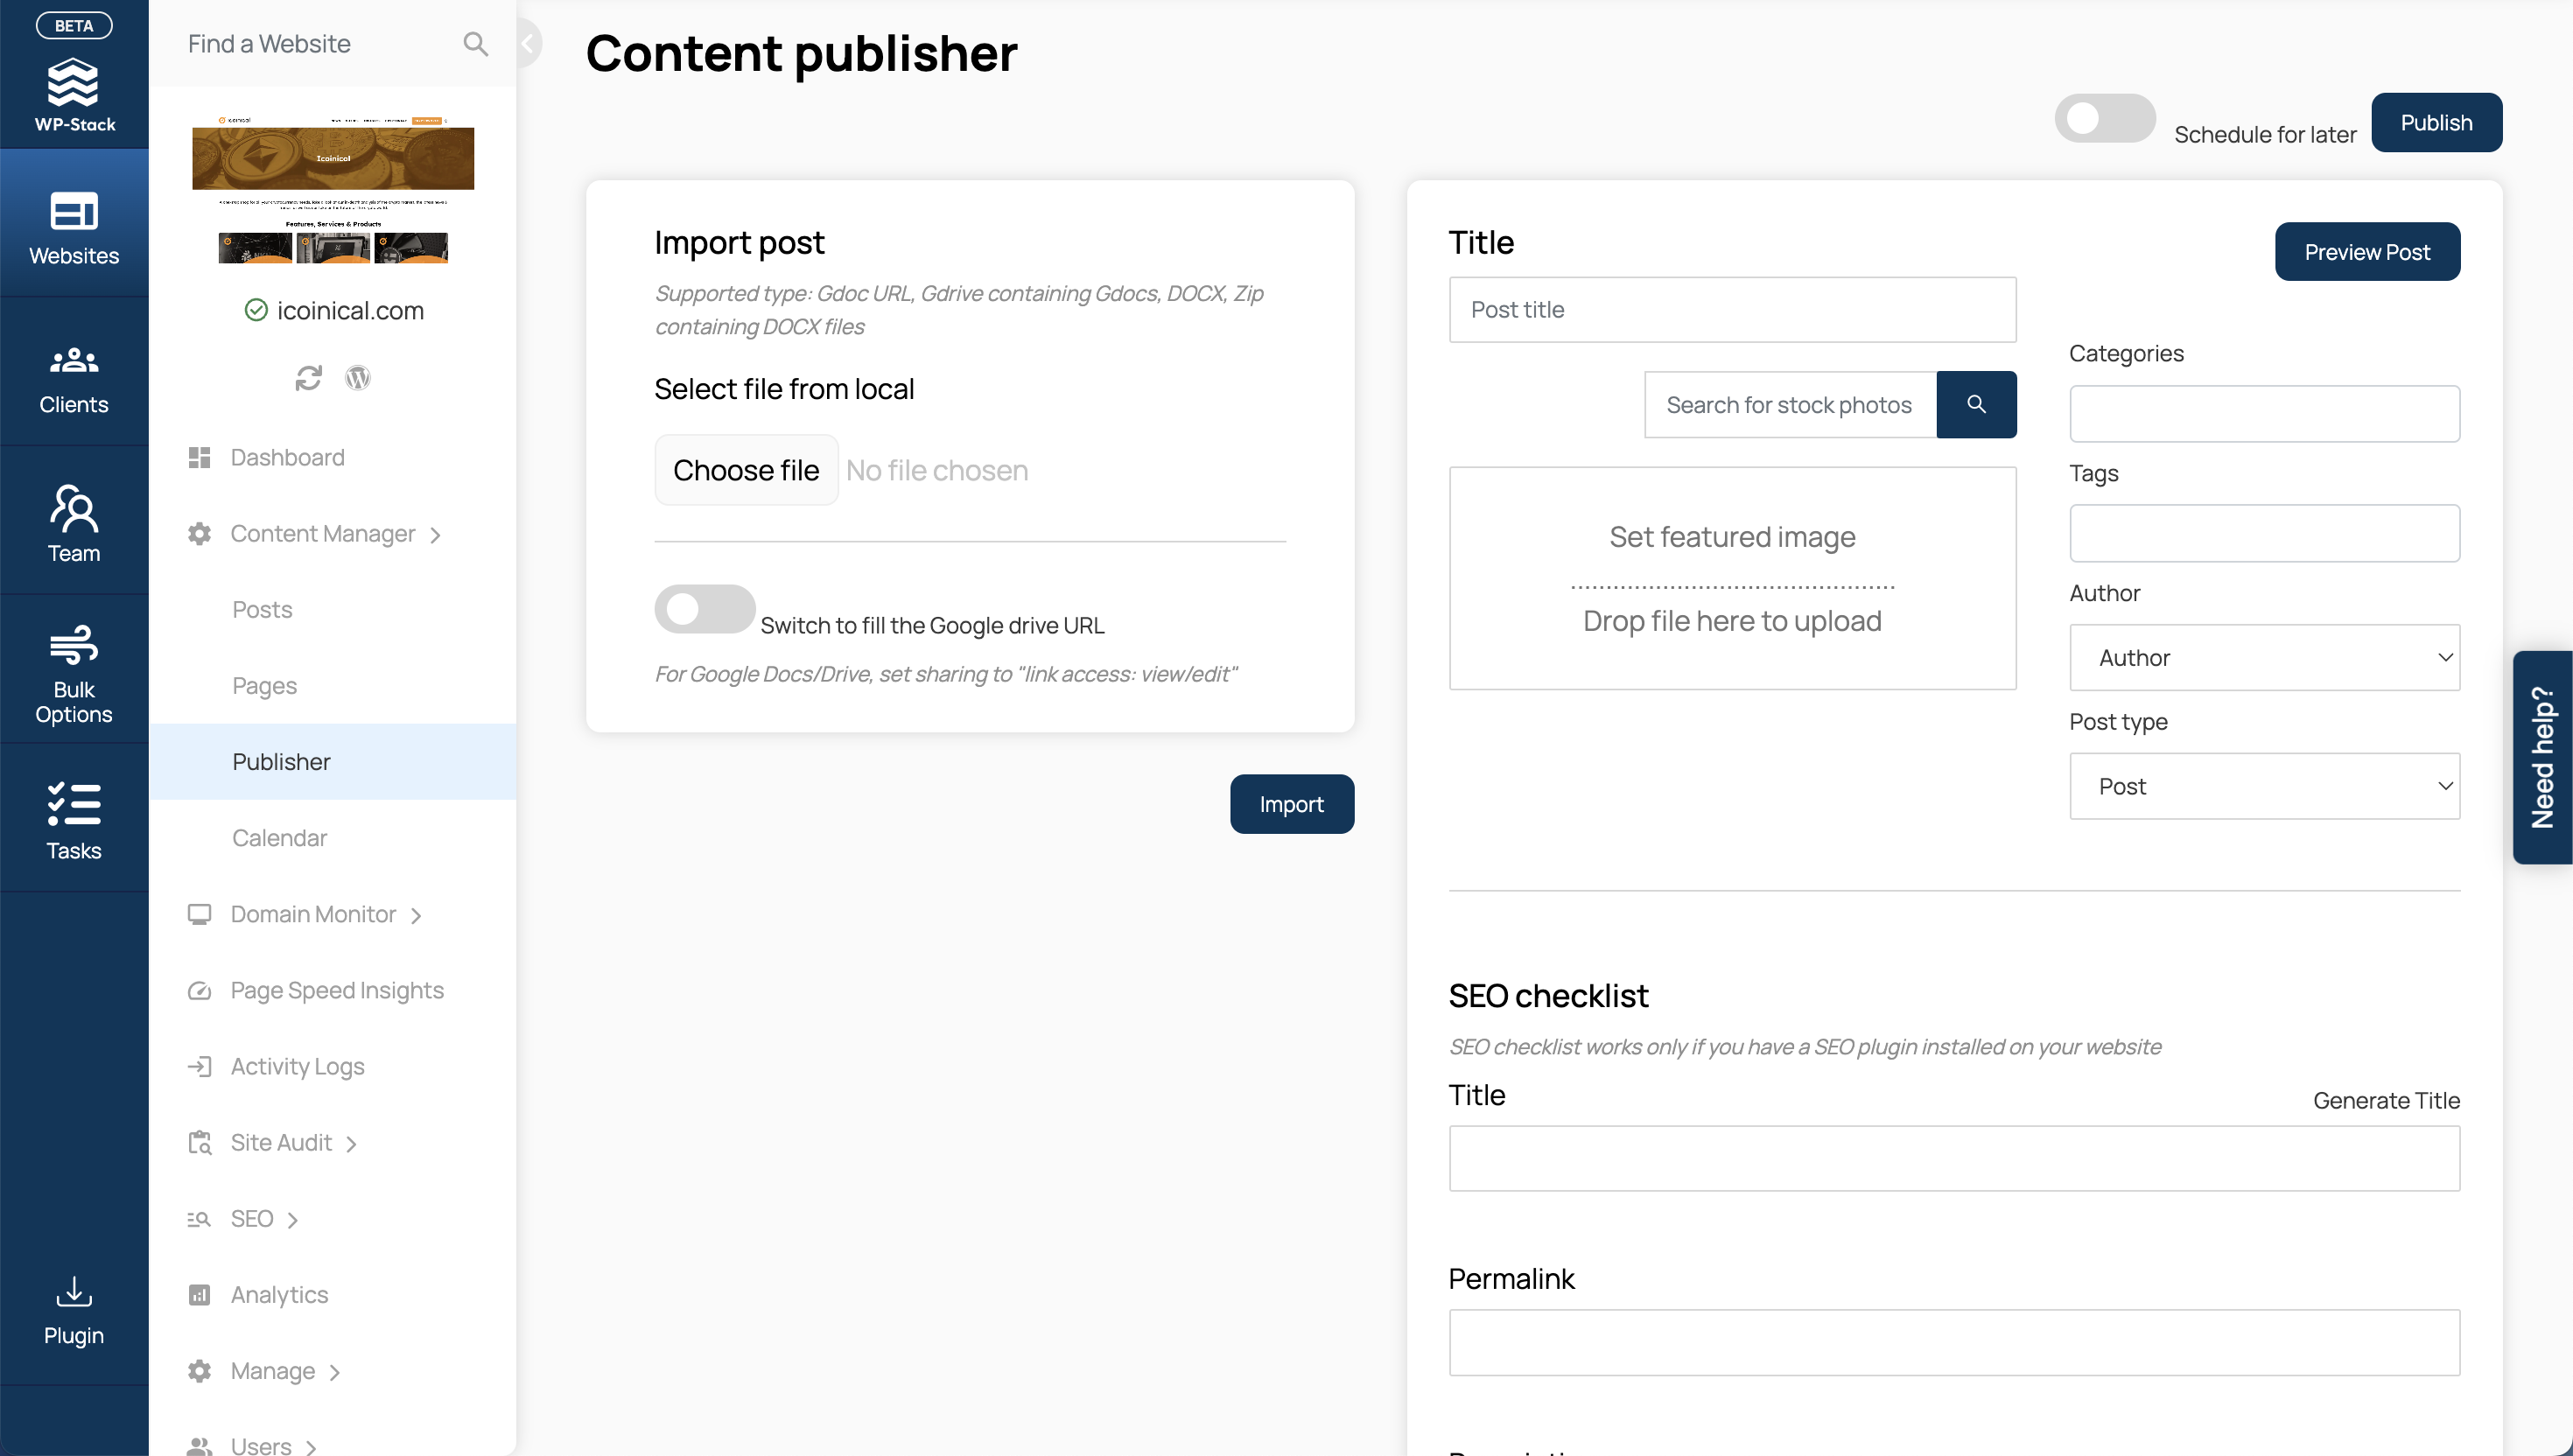 BETA
WP-Stack
Websites
Clients
Team
Bulk
Options
Tasks
Plugin
Find a Website
Icoinical
Features, Services & Products
icoinical.com
Dashboard
Content Manager
Posts
Pages
Publisher
Calendar
Domain Monitor
Page Speed Insights
Activity Logs
Site Audit
SEO
Analytics
Manage
Users
Content publisher
Schedule for later
Publish
Import post
Supported type: Gdoc URL, Gdrive containing Gdocs, DOCX, Zip
containing DOCX files
Select file from local
Choose file No file chosen
Switch to fill the Google drive URL
For Google Docs/Drive, set sharing to "link access: view/edit"
Import
Title
Preview Post
Post title
Search for stock photos
Set featured image
Drop file here to upload
Categories
Tags
Author
Author
Post type
Post
SEO checklist
SEO checklist works only if you have a SEO plugin installed on your website
Title
Generate Title
Permalink
Need help?